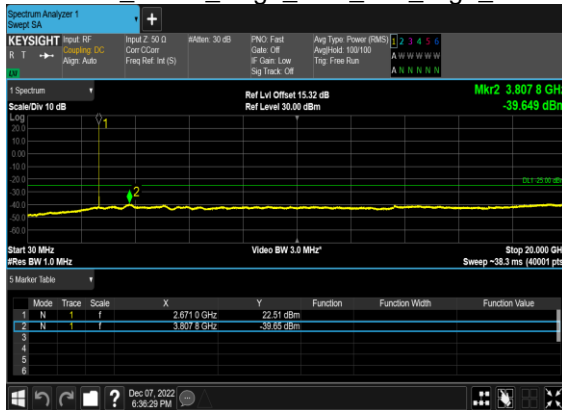 Spectrum Analyzer 1
Swept SA
KEYSIGHT Input: RF Input Z: 50 Ω #Atten: 30 dB PNO: Fast Avg Type: Power (RMS) 1 2 3 4 5 6
R T Coupling: DC Corr CCorr Gate: Off Avg|Hold: 100/100 A W W W W W
Align: Auto Freq Ref: Int (S) IF Gain: Low Trig: Free Run
LXI Sig Track: Off A N N N N N
1 Spectrum
Ref Lvl Offset 15.32 dB Mkr2 3.807 8 GHz
Scale/Div 10 dB Ref Level 30.00 dBm -39.649 dBm
Log
20.0
1
10.0
0.00
-10.0
-20.0
DL1 -25.00 dBm
-30.0
2
-40.0
-50.0
-60.0
Start 30 MHz Video BW 3.0 MHz* Stop 20.000 GHz
#Res BW 1.0 MHz Sweep ~38.3 ms (40001 pts)
5 Marker Table
Mode Trace Scale X Y Function Function Width Function Value
1 N 1 f 2.671 0 GHz 22.51 dBm
2 N 1 f 3.807 8 GHz -39.65 dBm
3
4
5
6
? Dec 07, 2022
6:36:29 PM